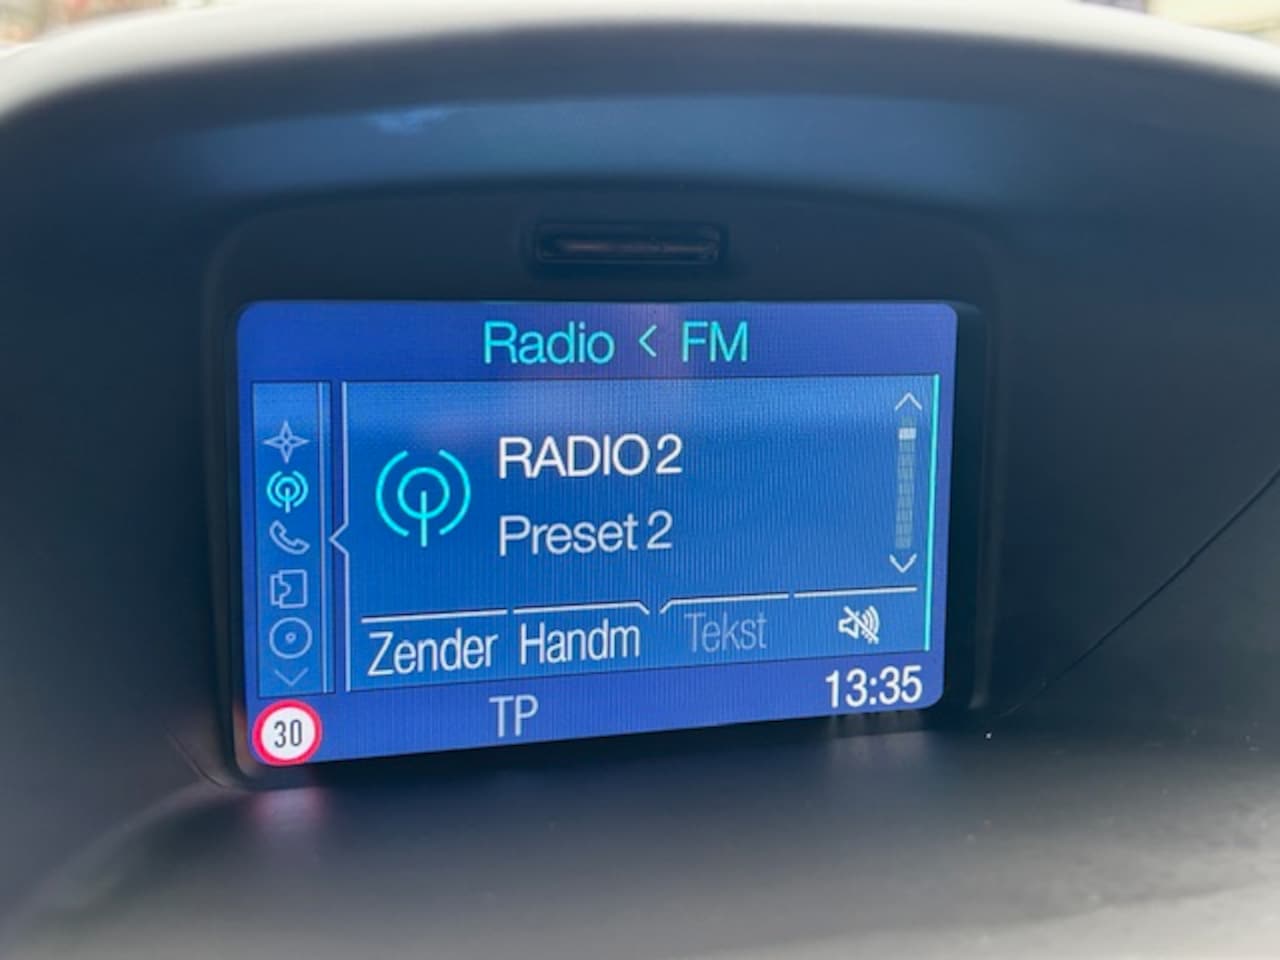 Radio < FM
RADIO 2
Preset 2
Zender Handm Tekst
TP 13:35
30